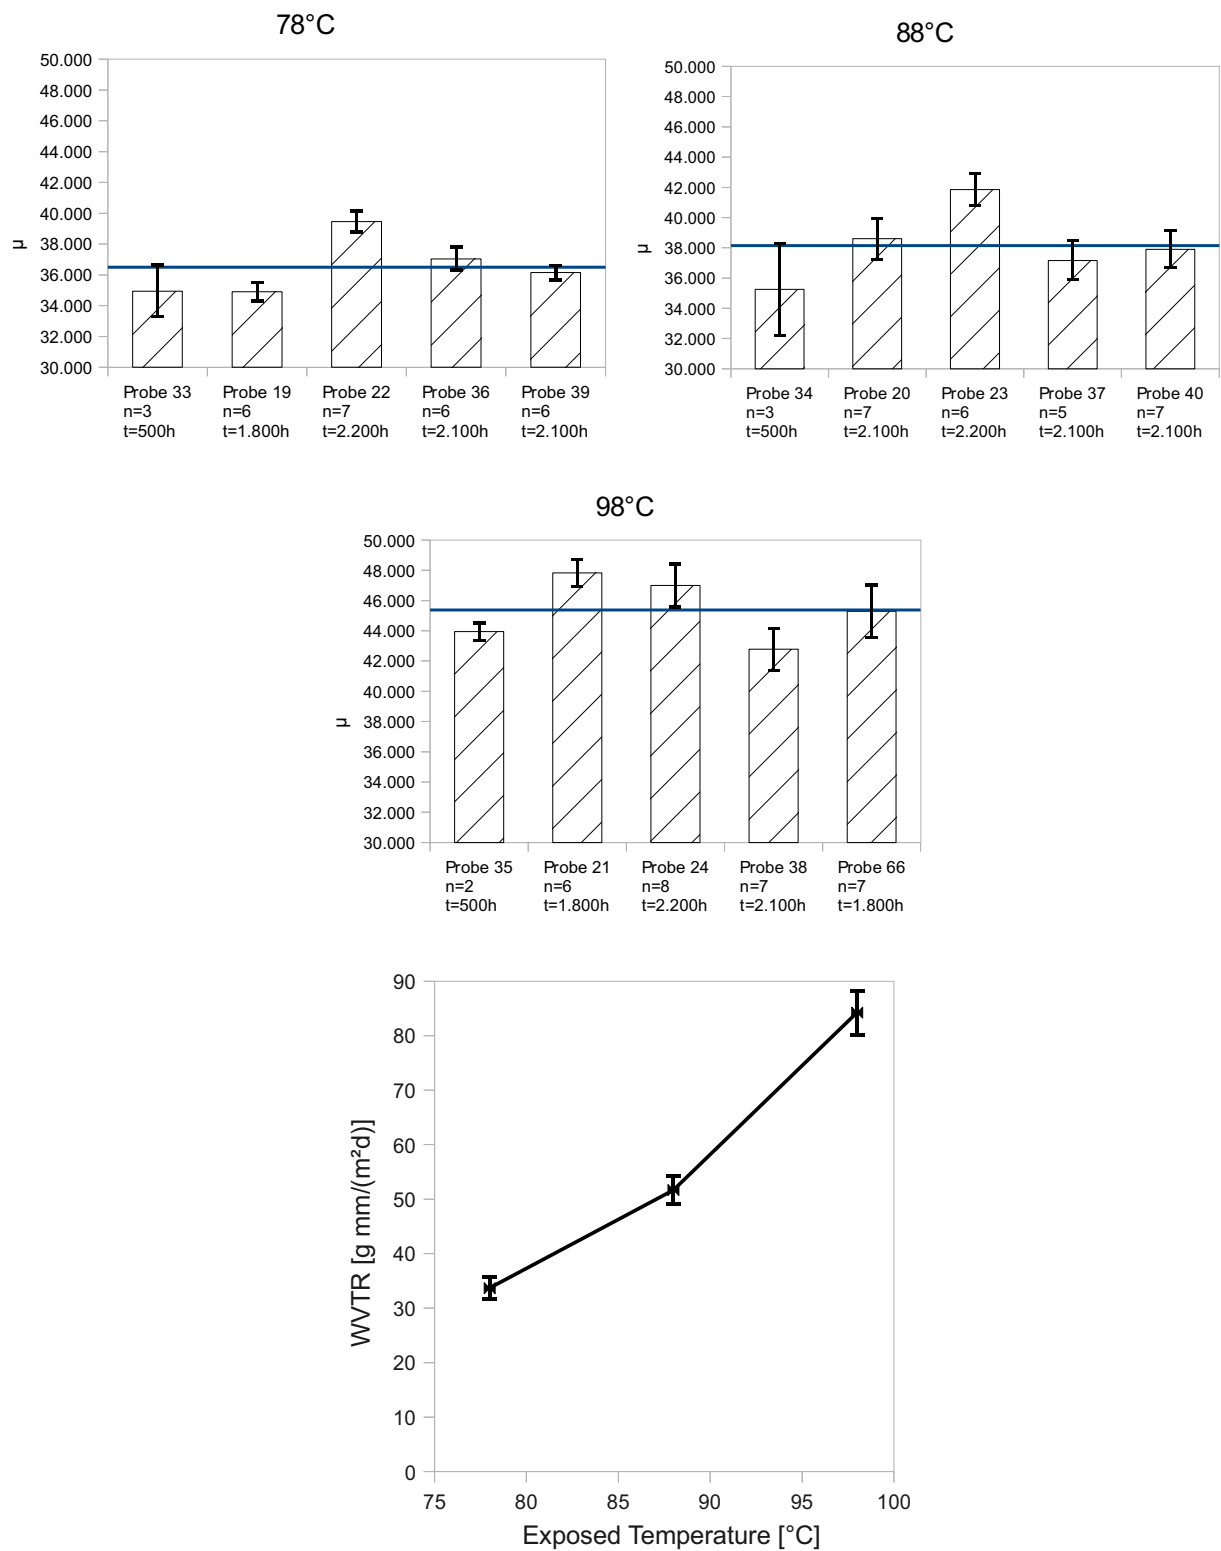 78°C
50.000
48.000
46.000
44.000
42.000
40.000
38.000
36.000
34.000
32.000
30.000
µ
Probe 33
n=3
t=500h
Probe 19
n=6
t=1.800h
Probe 22
n=7
t=2.200h
Probe 36
n=6
t=2.100h
Probe 39
n=6
t=2.100h
88°C
50.000
48.000
46.000
44.000
42.000
40.000
38.000
36.000
34.000
32.000
30.000
µ
Probe 34
n=3
t=500h
Probe 20
n=7
t=2.100h
Probe 23
n=6
t=2.200h
Probe 37
n=5
t=2.100h
Probe 40
n=7
t=2.100h
98°C
50.000
48.000
46.000
44.000
42.000
40.000
38.000
36.000
34.000
32.000
30.000
µ
Probe 35
n=2
t=500h
Probe 21
n=6
t=1.800h
Probe 24
n=8
t=2.200h
Probe 38
n=7
t=2.100h
Probe 66
n=7
t=1.800h
90
80
70
60
50
40
30
20
10
0
WVTR [g mm/(m²d)]
75 80 85 90 95 100
Exposed Temperature [°C]